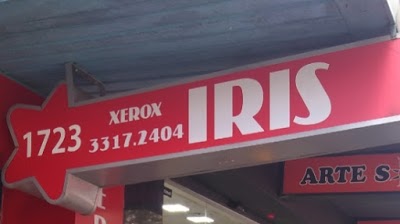 1723
XEROX
3317.2404
IRIS
ARTE S